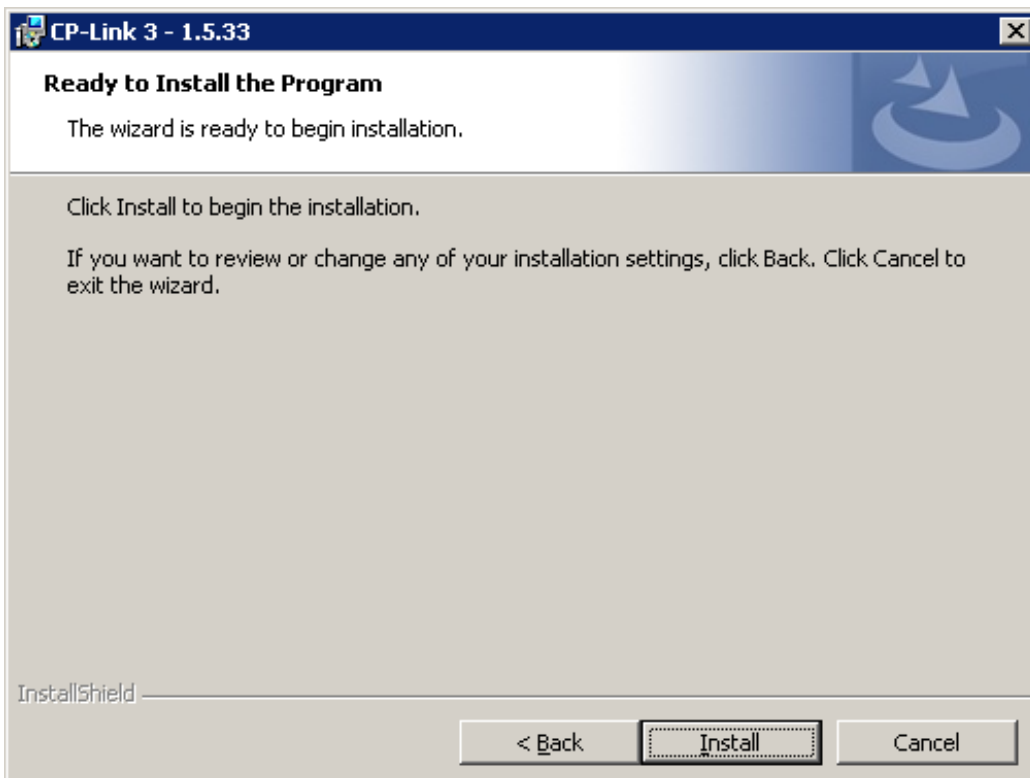 CP-Link 3 - 1.5.33
Ready to Install the Program
The wizard is ready to begin installation.
Click Install to begin the installation.
If you want to review or change any of your installation settings, click Back. Click Cancel to
exit the wizard.
InstallShield
< Back
Install
Cancel